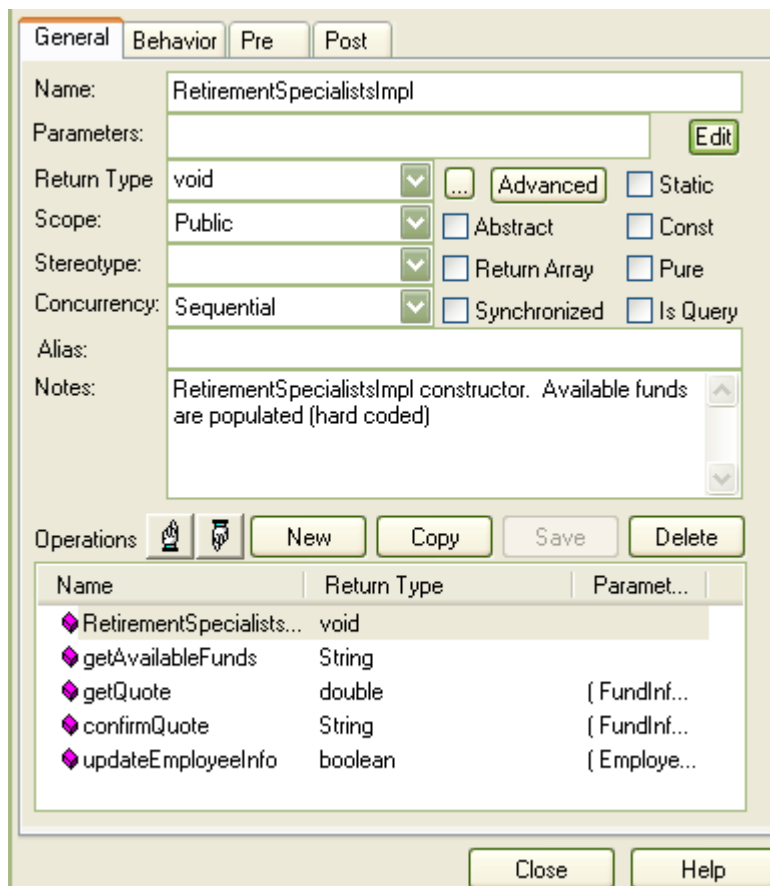 General Behavior Pre Post
Name: RetirementSpecialistsImpl
Parameters: Edit
Return Type void ... Advanced Static
Scope: Public Abstract Const
Stereotype: Return Array Pure
Concurrency: Sequential Synchronized Is Query
Alias:
Notes: RetirementSpecialistsImpl constructor. Available funds
are populated (hard coded)
Operations New Copy Save Delete
Name Return Type Paramet...
RetirementSpecialists... void
getAvailableFunds String
getQuote double ( FundInf...
confirmQuote String ( FundInf...
updateEmployeeInfo boolean ( Employe...
Close Help